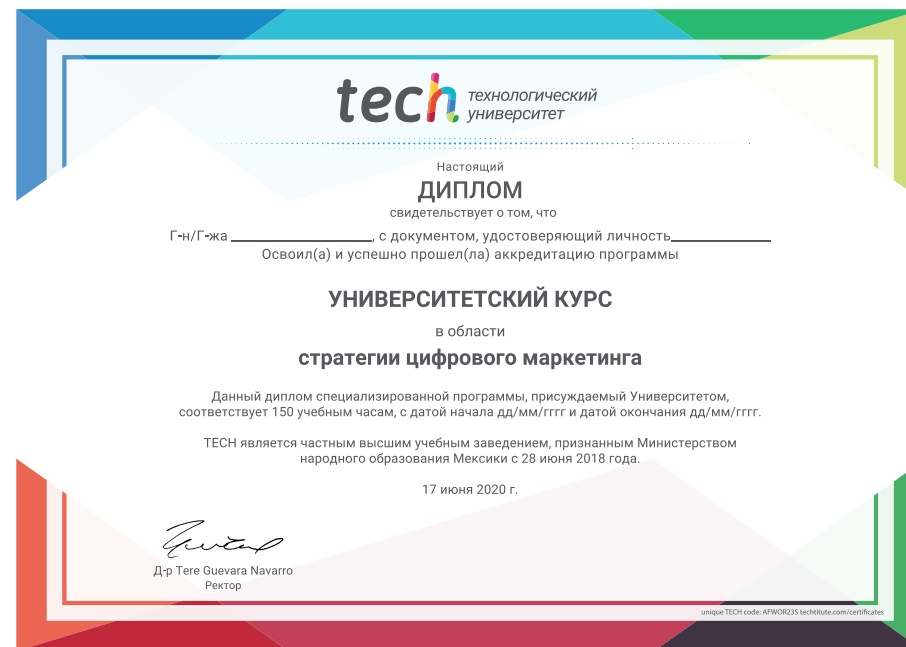 tech технологический
университет
Настоящий
ДИПЛОМ
свидетельствует о том, что
Г-н/Г-жа ____________________, с документом, удостоверяющий личность______________
Освоил(а) и успешно прошел(ла) аккредитацию программы
УНИВЕРСИТЕТСКИЙ КУРС
в области
стратегии цифрового маркетинга
Данный диплом специализированной программы, присуждаемый Университетом,
соответствует 150 учебным часам, с датой начала дд/мм/гггг и датой окончания дд/мм/гггг.
TECH является частным высшим учебным заведением, признанным Министерством
народного образования Мексики с 28 июня 2018 года.
17 июня 2020 г.
Д-р Tere Guevara Navarro
Ректор
unique TECH code: AFWOR23S techtitute.com/certificates